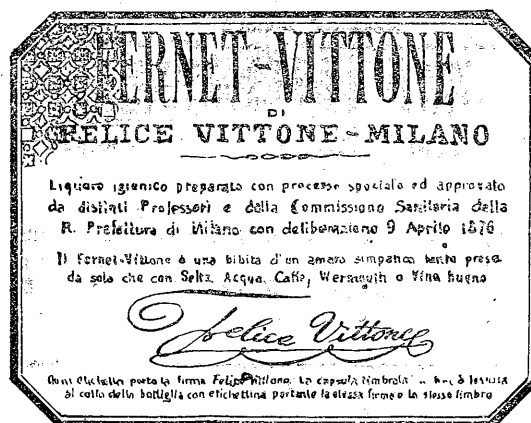 FERNET-VITTONE
DI
FELICE VITTONE-MILANO
Liquore igienico preparato con processo speciale ed approvato
da distinti Professori e dalla Commissione Sanitaria della
R. Prefettura di Milano con deliberazione 9 Aprile 1876
Il Fernet-Vittone è una bibita d'un amaro simpatico tanto presa
da sola che con Seltz, Acqua, Caffè, Wermouth o Vino buono
Felice Vittone
Ogni etichetta porta la firma Felice Vittone. La capsula timbrata
al collo della bottiglia con etichettina portante la stessa firma e lo stesso timbro